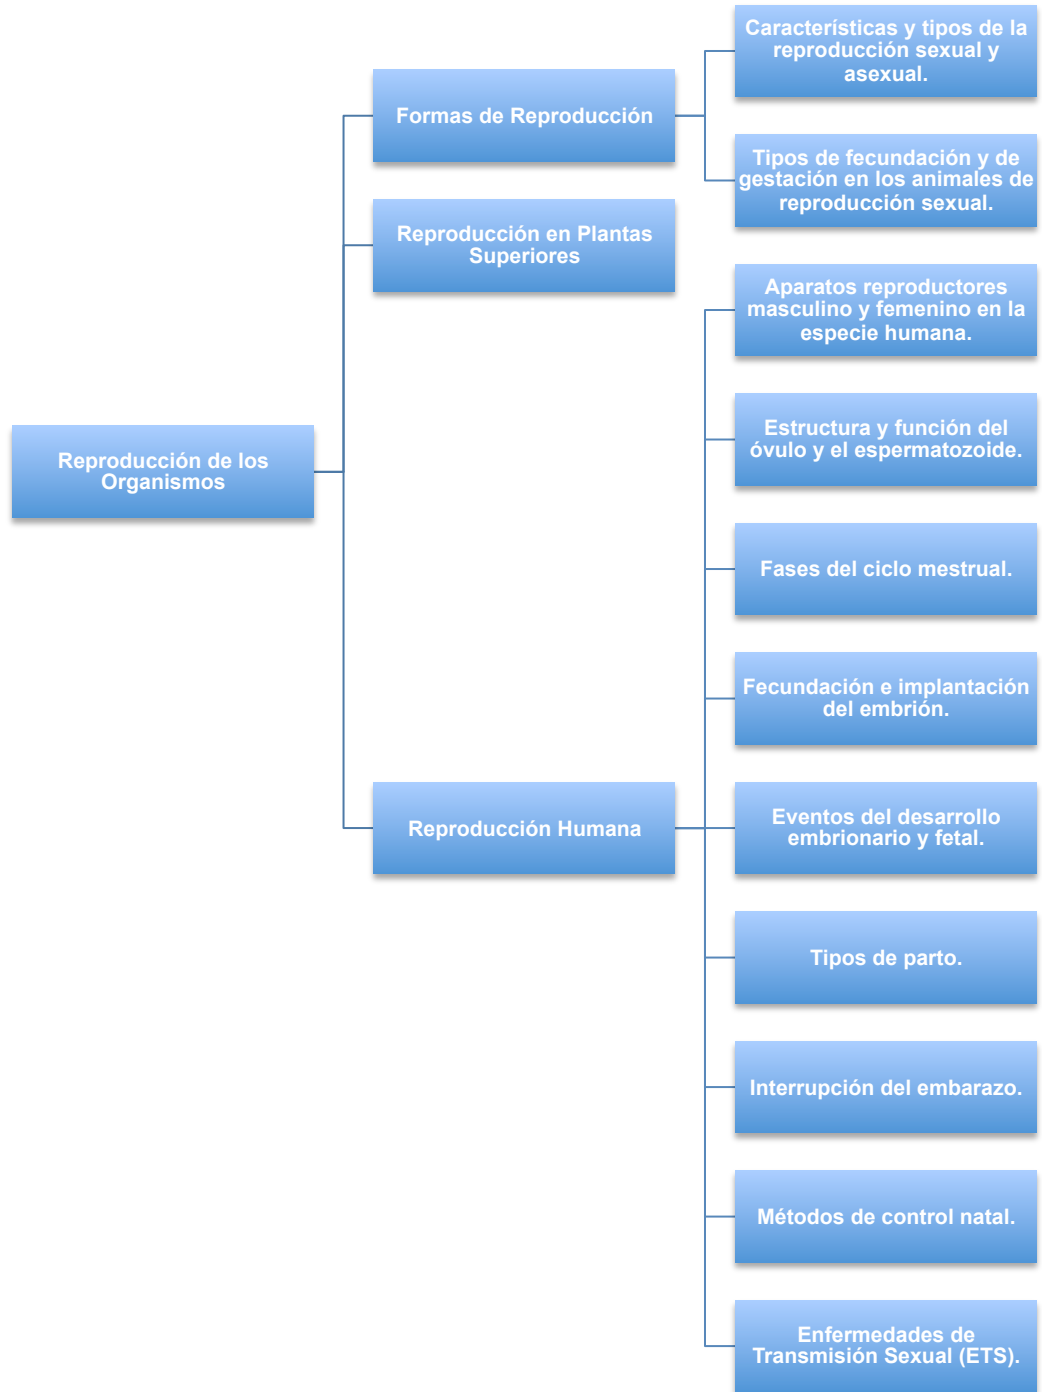 Reproducción de los
Organismos
Formas de Reproducción
Características y tipos de la
reproducción sexual y
asexual.
Tipos de fecundación y de
gestación en los animales de
reproducción sexual.
Reproducción en Plantas
Superiores
Reproducción Humana
Aparatos reproductores
masculino y femenino en la
especie humana.
Estructura y función del
óvulo y el espermatozoide.
Fases del ciclo mestrual.
Fecundación e implantación
del embrión.
Eventos del desarrollo
embrionario y fetal.
Tipos de parto.
Interrupción del embarazo.
Métodos de control natal.
Enfermedades de
Transmisión Sexual (ETS).